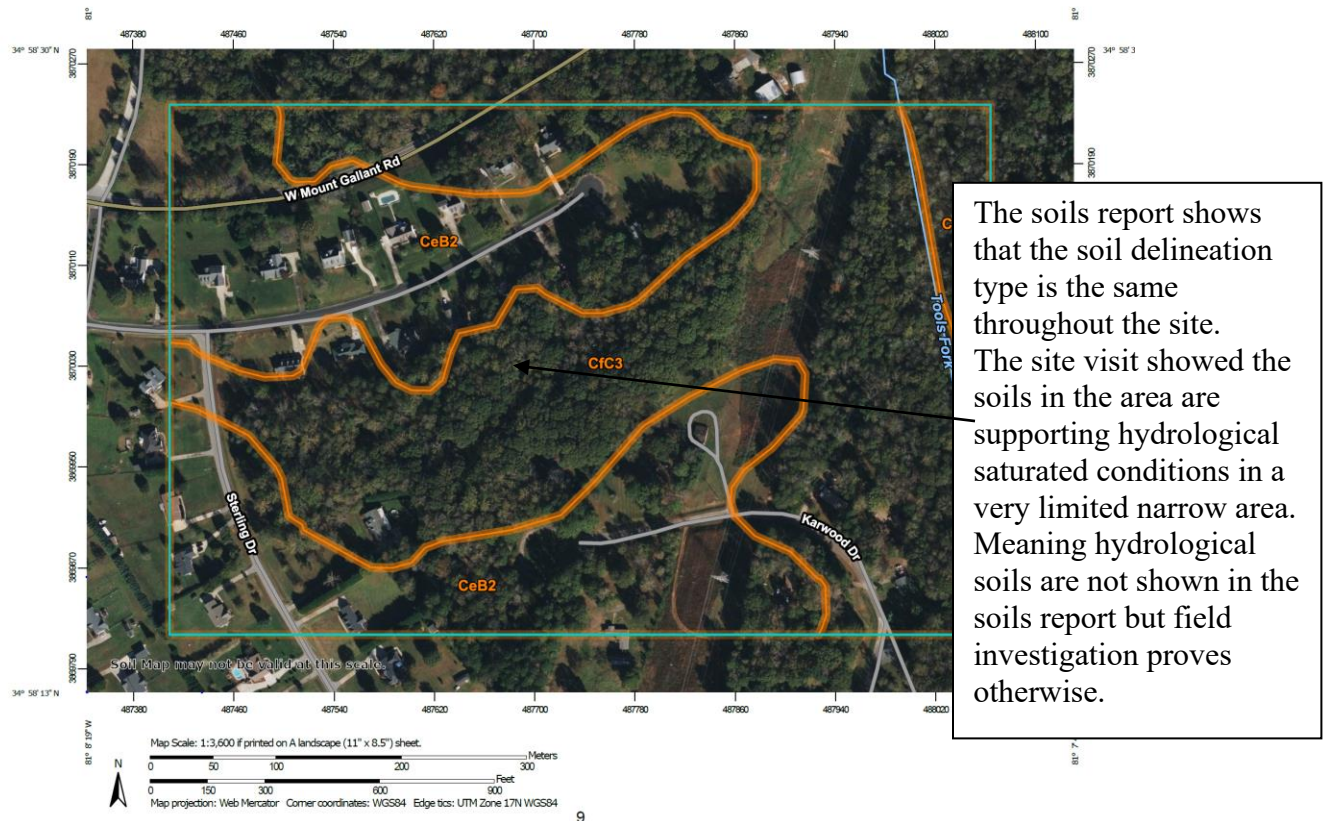 81°
81°
487380 487460 487540 487620 487700 487780 487860 487940 488020 488100
34° 58' 30" N
34° 58' 3
3870270
3870270
3870190
3870190
W Mount Gallant Rd
CeB2
C
3870110
Tools Fork
3870030
CfC3
3869950
Sterling Dr
Karwood Dr
3869870
CeB2
3869790
Soil Map may not be valid at this scale.
The soils report shows
that the soil delineation
type is the same
throughout the site.
The site visit showed the
soils in the area are
supporting hydrological
saturated conditions in a
very limited narrow area.
Meaning hydrological
soils are not shown in the
soils report but field
investigation proves
otherwise.
34° 58' 13" N
487380 487460 487540 487620 487700 487780 487860 487940 488020
81° 8' 19" W
81° 7'
Map Scale: 1:3,600 if printed on A landscape (11" x 8.5") sheet.
Meters
0 50 100 200 300
Feet
0 150 300 600 900
N
Map projection: Web Mercator Corner coordinates: WGS84 Edge tics: UTM Zone 17N WGS84
9